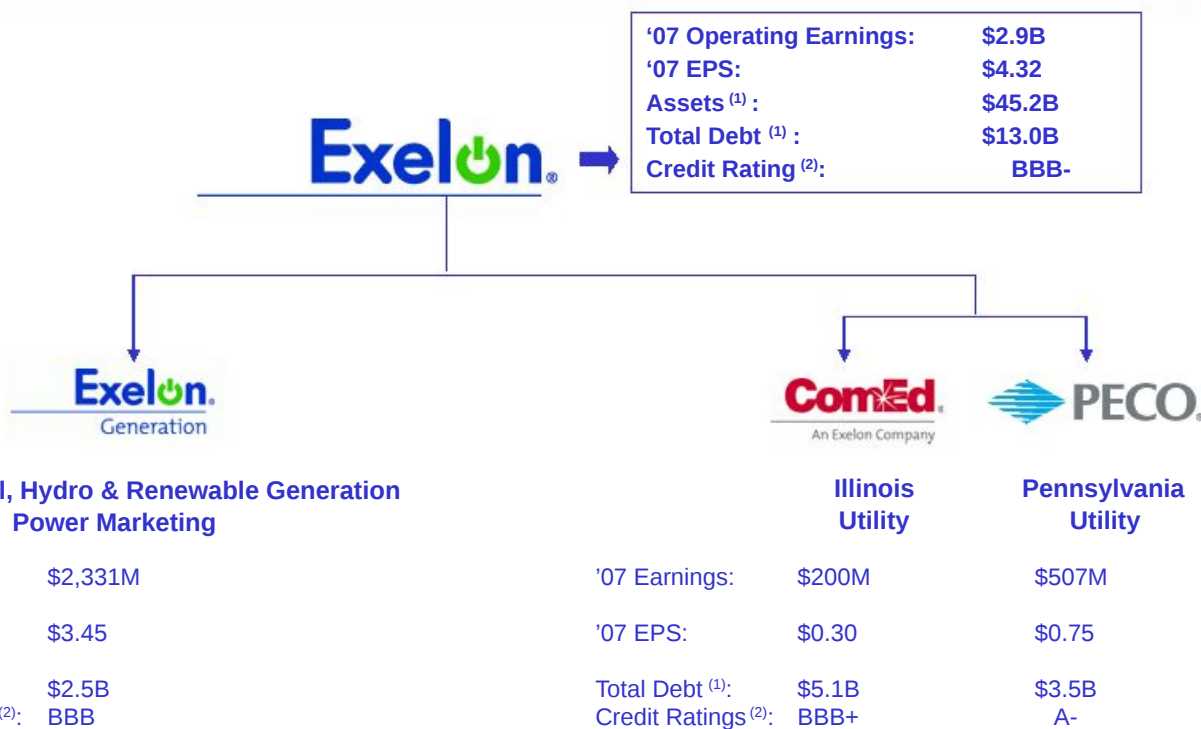 ‘07 Operating Earnings: $2.9B
‘07 EPS: $4.32
Assets (1) : $45.2B
Total Debt (1) : $13.0B
Credit Rating (2): BBB-
Exelon®
Exelon.
Generation
ComEd®
An Exelon Company
PECO®
l, Hydro & Renewable Generation
Power Marketing
Illinois
Utility
Pennsylvania
Utility
$2,331M
’07 Earnings: $200M $507M
$3.45
’07 EPS: $0.30 $0.75
$2.5B
Total Debt (1): $5.1B $3.5B
(2): BBB
Credit Ratings (2): BBB+ A-